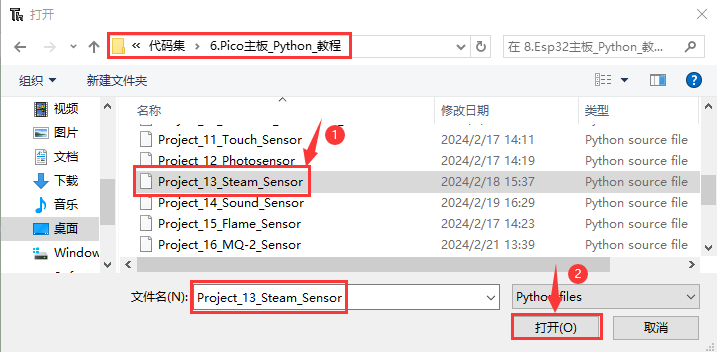 打开
« 代码集 > 6.Pico主板_Python_教程
在 8.Esp32主板_Python_教...
组织 新建文件夹
名称 修改日期 类型
视频
图片
文档
下载
音乐
桌面
Window
Project_11_Touch_Sensor 2024/2/17 14:11 Python source file
Project_12_Photosensor 2024/2/17 14:19 Python source file
Project_13_Steam_Sensor 2024/2/18 15:37 Python source file
Project_14_Sound_Sensor 2024/2/19 16:29 Python source file
Project_15_Flame_Sensor 2024/2/17 14:23 Python source file
Project_16_MQ-2_Sensor 2024/2/21 13:39 Python source file
1
文件名(N): Project_13_Steam_Sensor
Python files
2
打开(O) 取消